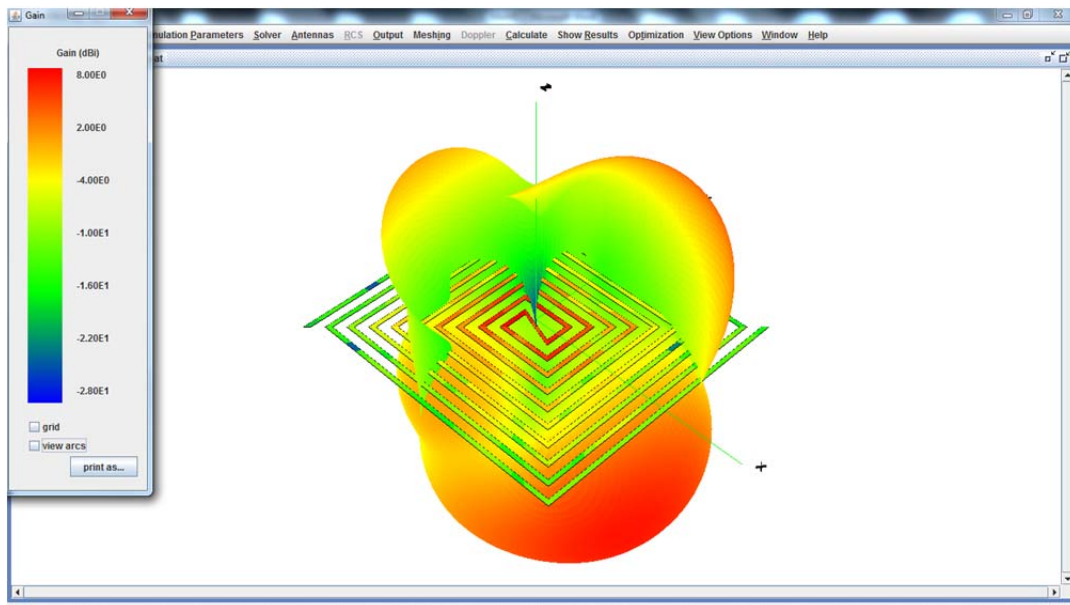 Gain
mulation Parameters Solver Antennas RCS Output Meshing Doppler Calculate Show Results Optimization View Options Window Help
Gain (dBi)
8.00E0
2.00E0
-4.00E0
-1.00E1
-1.60E1
-2.20E1
-2.80E1
grid
view arcs
print as...